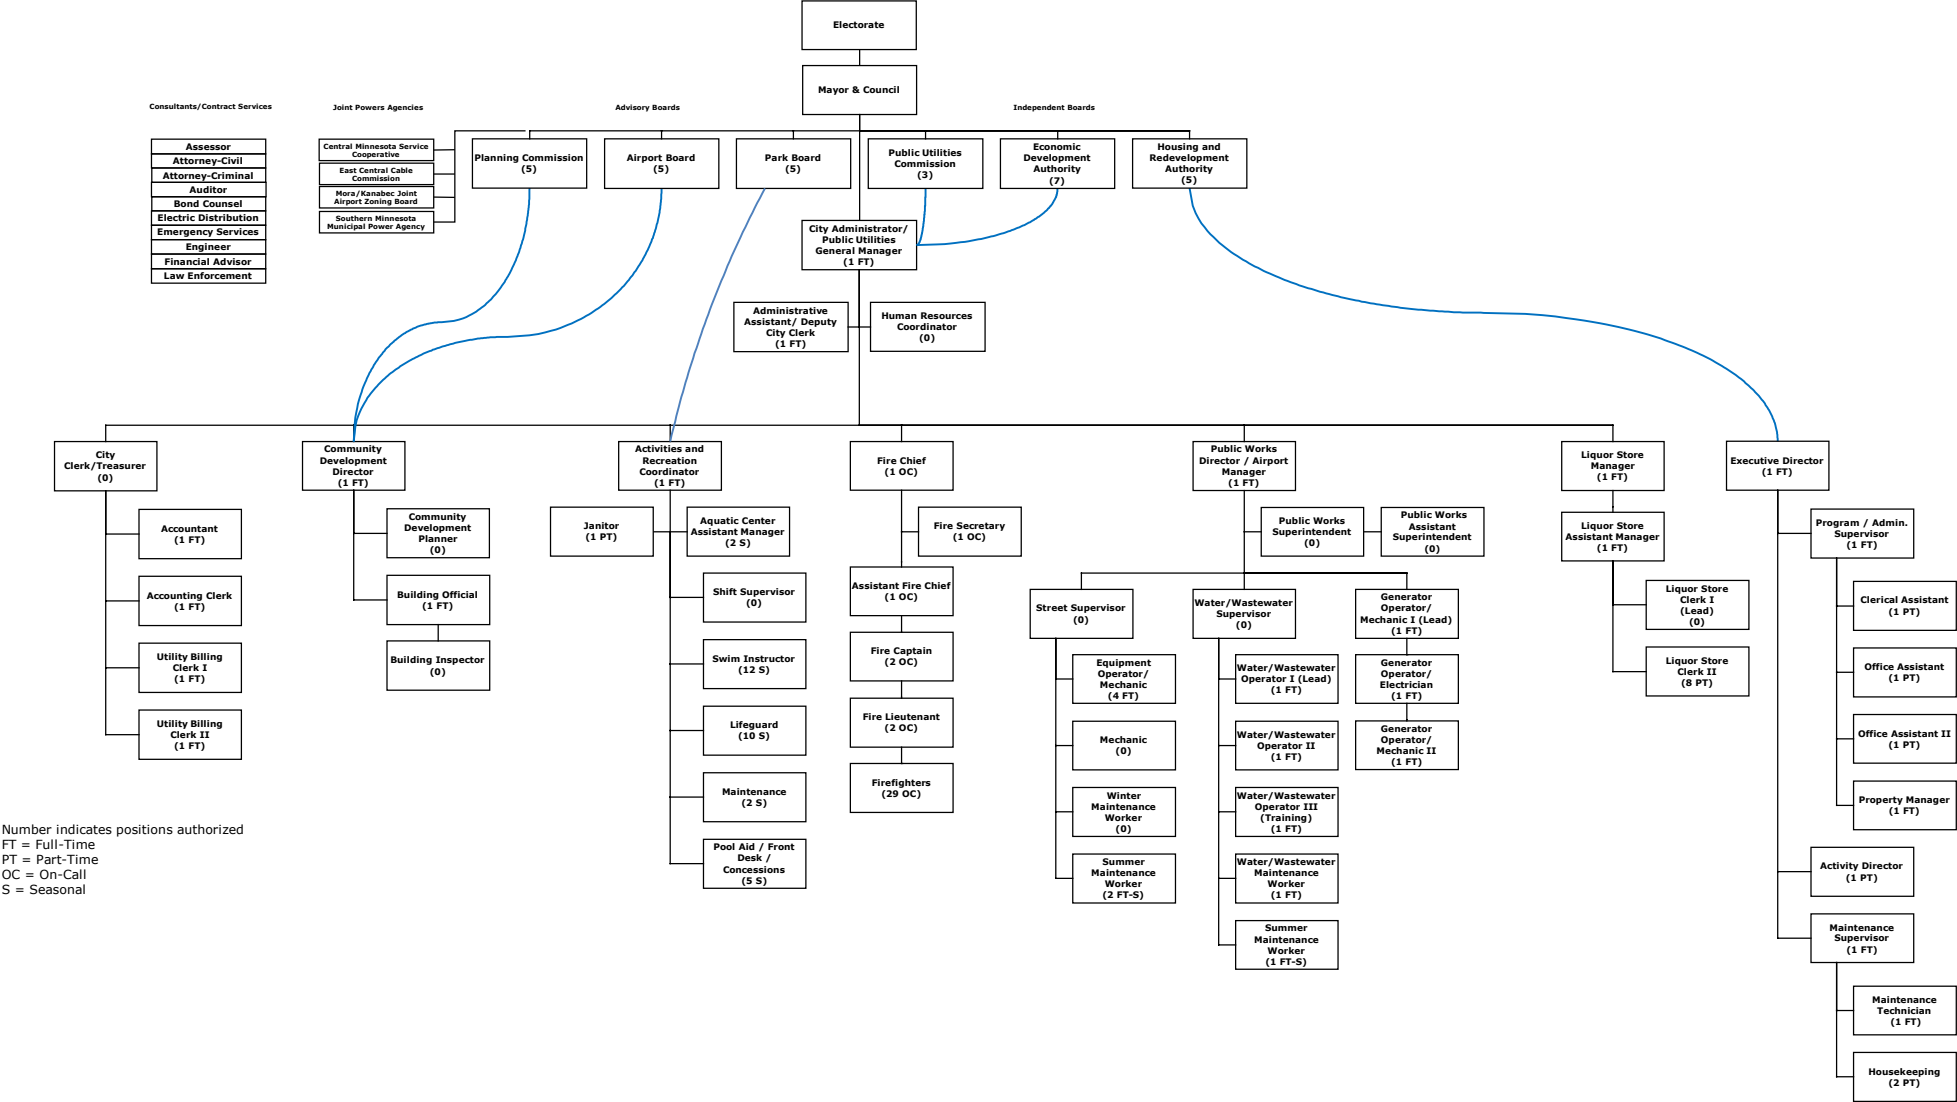 Electorate
Mayor & Council
Consultants/Contract Services
Joint Powers Agencies
Advisory Boards
Independent Boards
Assessor
Attorney-Civil
Attorney-Criminal
Auditor
Bond Counsel
Electric Distribution
Emergency Services
Engineer
Financial Advisor
Law Enforcement
Central Minnesota Service
Cooperative
East Central Cable
Commission
Mora/Kanabec Joint
Airport Zoning Board
Southern Minnesota
Municipal Power Agency
Planning Commission
(5)
Airport Board
(5)
Park Board
(5)
Public Utilities
Commission
(3)
Economic
Development
Authority
(7)
Housing and
Redevelopment
Authority
(5)
City Administrator/
Public Utilities
General Manager
(1 FT)
Administrative
Assistant/ Deputy
City Clerk
(1 FT)
Human Resources
Coordinator
(0)
City
Clerk/Treasurer
(0)
Accountant
(1 FT)
Accounting Clerk
(1 FT)
Utility Billing
Clerk I
(1 FT)
Utility Billing
Clerk II
(1 FT)
Community
Development
Director
(1 FT)
Community
Development
Planner
(0)
Building Official
(1 FT)
Building Inspector
(0)
Activities and
Recreation
Coordinator
(1 FT)
Janitor
(1 PT)
Aquatic Center
Assistant Manager
(2 S)
Shift Supervisor
(0)
Swim Instructor
(12 S)
Lifeguard
(10 S)
Maintenance
(2 S)
Pool Aid / Front
Desk /
Concessions
(5 S)
Fire Chief
(1 OC)
Fire Secretary
(1 OC)
Assistant Fire Chief
(1 OC)
Fire Captain
(2 OC)
Fire Lieutenant
(2 OC)
Firefighters
(29 OC)
Public Works
Director / Airport
Manager
(1 FT)
Public Works
Superintendent
(0)
Public Works
Assistant
Superintendent
(0)
Street Supervisor
(0)
Equipment
Operator/
Mechanic
(4 FT)
Mechanic
(0)
Winter
Maintenance
Worker
(0)
Summer
Maintenance
Worker
(2 FT-S)
Water/Wastewater
Supervisor
(0)
Water/Wastewater
Operator I (Lead)
(1 FT)
Water/Wastewater
Operator II
(1 FT)
Water/Wastewater
Operator III
(Training)
(1 FT)
Water/Wastewater
Maintenance
Worker
(1 FT)
Summer
Maintenance
Worker
(1 FT-S)
Generator
Operator/
Mechanic I (Lead)
(1 FT)
Generator
Operator/
Electrician
(1 FT)
Generator
Operator/
Mechanic II
(1 FT)
Liquor Store
Manager
(1 FT)
Liquor Store
Assistant Manager
(1 FT)
Liquor Store
Clerk I
(Lead)
(0)
Liquor Store
Clerk II
(8 PT)
Executive Director
(1 FT)
Program / Admin.
Supervisor
(1 FT)
Clerical Assistant
(1 PT)
Office Assistant
(1 PT)
Office Assistant II
(1 PT)
Property Manager
(1 FT)
Activity Director
(1 PT)
Maintenance
Supervisor
(1 FT)
Maintenance
Technician
(1 FT)
Housekeeping
(2 PT)
Number indicates positions authorized
FT = Full-Time
PT = Part-Time
OC = On-Call
S = Seasonal